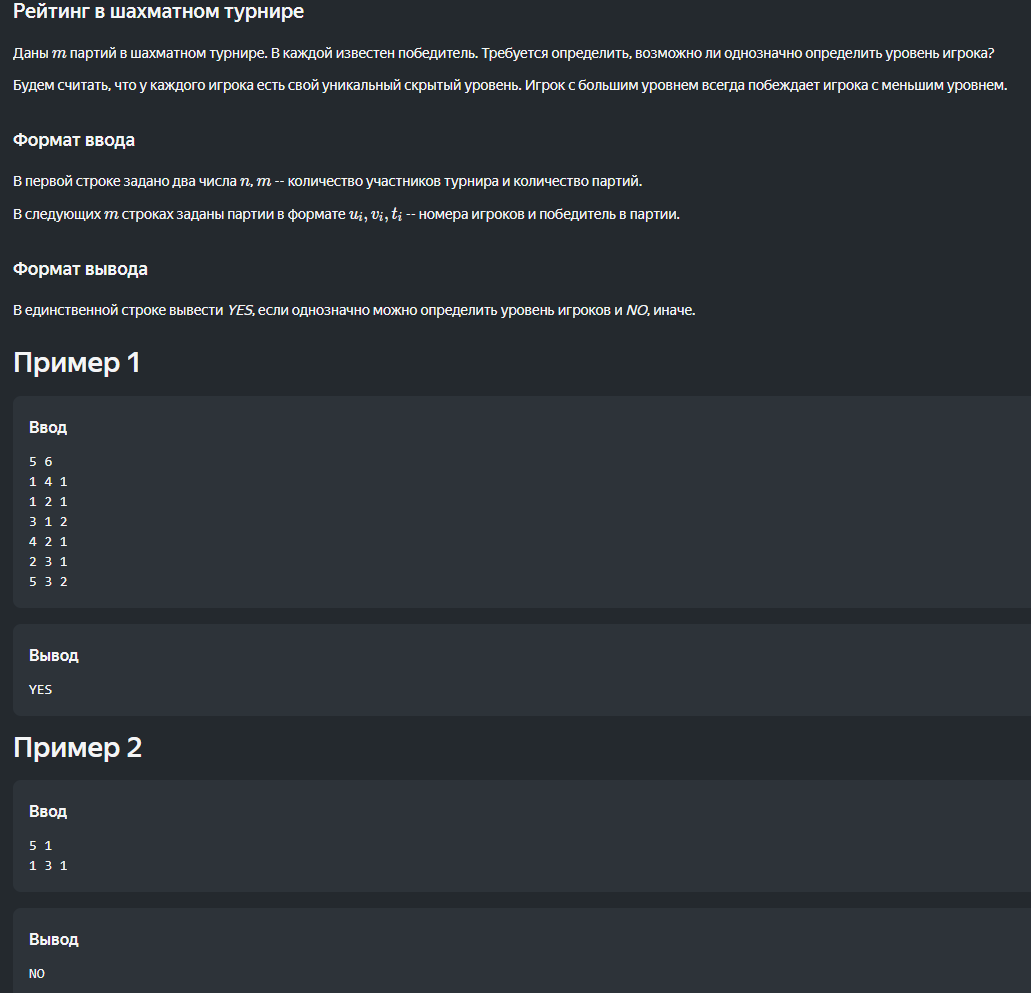 Рейтинг в шахматном турнире
Даны m партий в шахматном турнире. В каждой известен победитель. Требуется определить, возможно ли однозначно определить уровень игрока?
Будем считать, что у каждого игрока есть свой уникальный скрытый уровень. Игрок с большим уровнем всегда побеждает игрока с меньшим уровнем.
Формат ввода
В первой строке задано два числа n, m -- количество участников турнира и количество партий.
В следующих m строках заданы партии в формате uᵢ, vᵢ, tᵢ -- номера игроков и победитель в партии.
Формат вывода
В единственной строке вывести YES, если однозначно можно определить уровень игроков и NO, иначе.
Пример 1
Ввод
5 6
1 4 1
1 2 1
3 1 2
4 2 1
2 3 1
5 3 2
Вывод
YES
Пример 2
Ввод
5 1
1 3 1
Вывод
NO